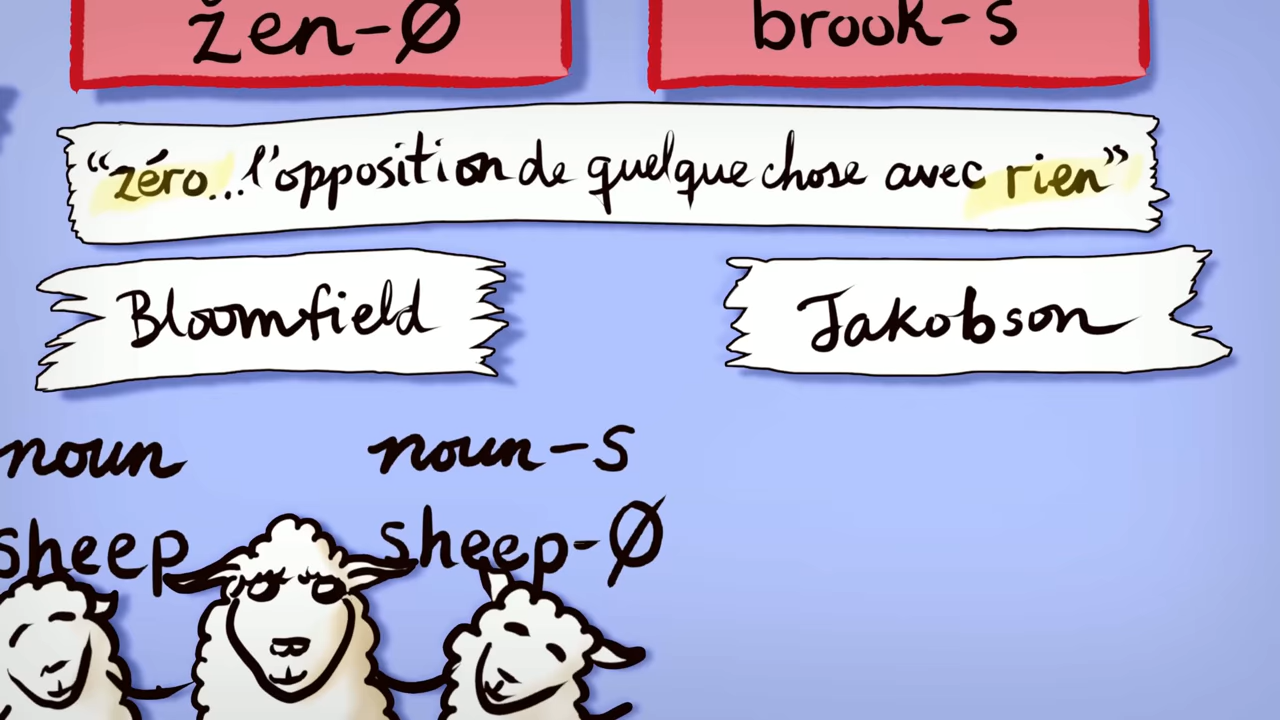 žen-Ø
brook-s
“zéro...l'opposition de quelque chose avec rien”
Bloomfield
Jakobson
noun noun-s
sheep sheep-Ø